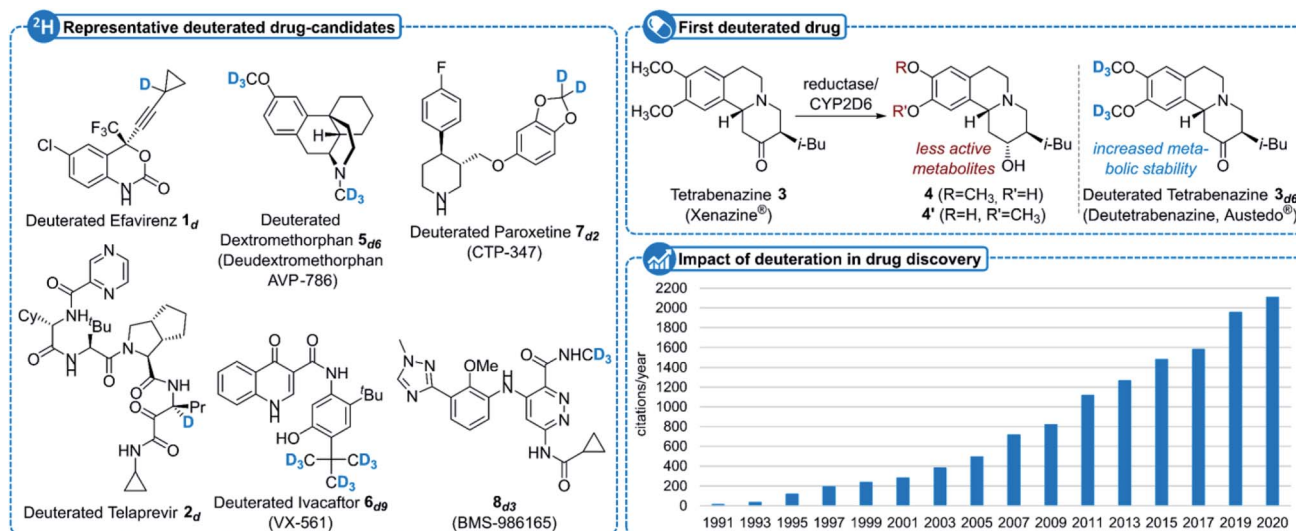 ²H Representative deuterated drug-candidates
D
F₃C
Cl
O
N
H
O
Deuterated Efavirenz 1d
D₃CO
H
N
CD₃
Deuterated
Dextromethorphan 5d6
(Deudextromethorphan
AVP-786)
F
D
D
O
O
O
N
H
Deuterated Paroxetine 7d2
(CTP-347)
N
N
O
NH
Cy
ᵗBu
O
N
H
O
N
O
NH
Pr
D
O
O
HN
Deuterated Telaprevir 2d
O
O
NH
ᵗBu
N
H
HO
D₃C
CD₃
CD₃
Deuterated Ivacaftor 6d9
(VX-561)
N
N
N
OMe
H
N
O
NHCD₃
N
N
HN
O
8d3
(BMS-986165)
First deuterated drug
H₃CO
H₃CO
N
H
i-Bu
O
Tetrabenazine 3
(Xenazine®)
reductase/
CYP2D6
RO
R'O
N
H
i-Bu
OH
less active
metabolites
4 (R=CH₃, R'=H)
4' (R=H, R'=CH₃)
D₃CO
D₃CO
N
H
i-Bu
O
increased meta-
bolic stability
Deuterated Tetrabenazine 3d6
(Deutetrabenazine, Austedo®)
Impact of deuteration in drug discovery
citations/year
2200
2000
1800
1600
1400
1200
1000
800
600
400
200
0
1991 1993 1995 1997 1999 2001 2003 2005 2007 2009 2011 2013 2015 2017 2019 2020